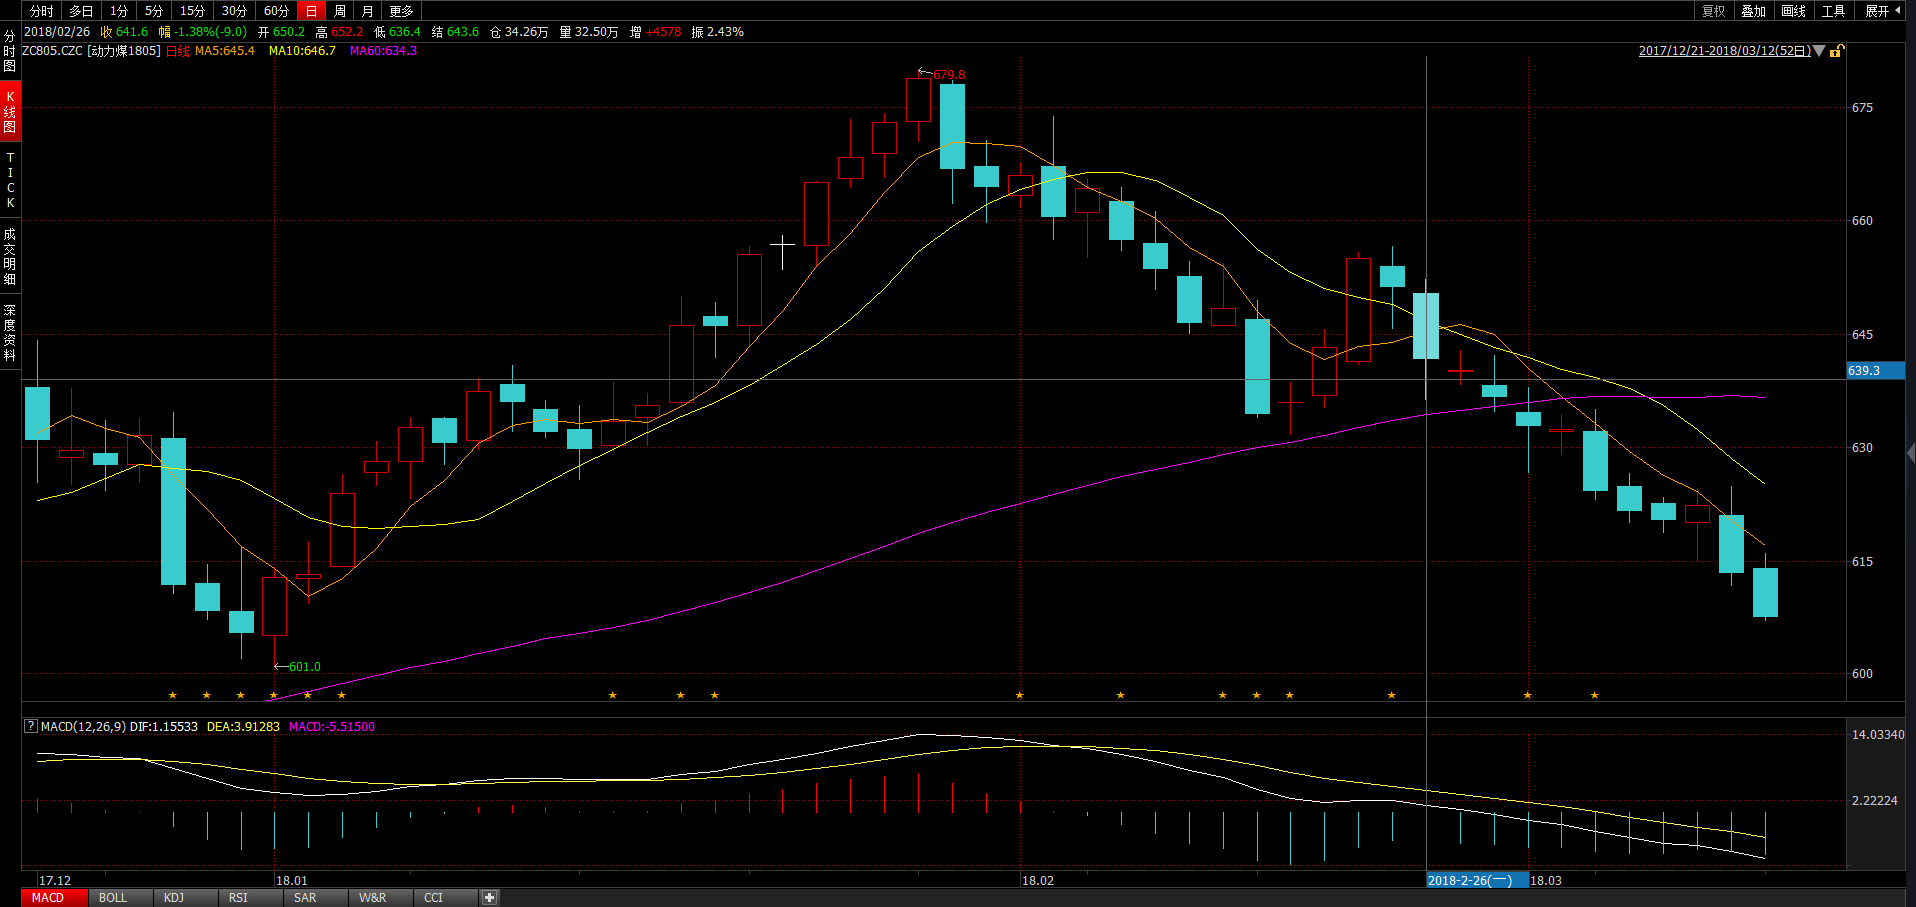 分时 多日 1分 5分 15分 30分 60分 日 周 月 更多 复权 叠加 画线 工具 展开
2018/02/26 收 641.6 幅 -1.38%(-9.0) 开 650.2 高 652.2 低 636.4 结 643.6 仓 34.26万 量 32.50万 增 +4578 振 2.43%
ZC805.CZC [动力煤1805] 日线 MA5:645.4 MA10:646.7 MA60:634.3 2017/12/21-2018/03/12(52日)
分时图
K线图
TICK
成交明细
深度资料
679.8
601.0
675
660
645
639.3
630
615
600
? MACD(12,26,9) DIF:1.15533 DEA:3.91283 MACD:-5.51500
14.03340
2.22224
17.12 18.01 18.02 2018-2-26(一) 18.03
MACD BOLL KDJ RSI SAR W&R CCI